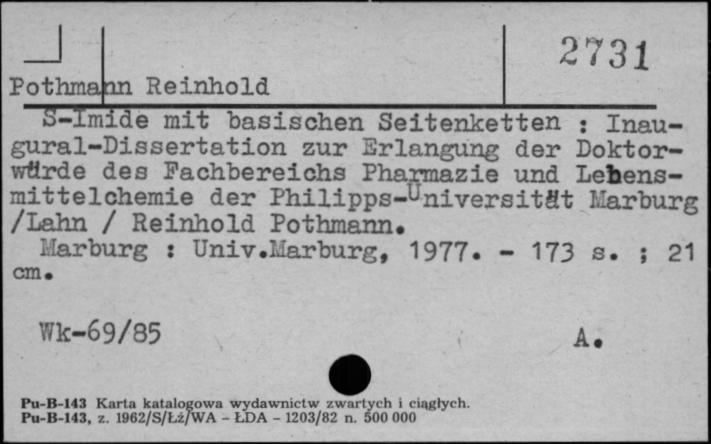 2731
Pothmann Reinhold
S-Imide mit basischen Seitenketten : Inau-
gural-Dissertation zur Erlangung der Doktor-
würde des Fachbereichs Pharmazie und Lebens-
mittelchemie der Philipps-Universität Marburg
/Lahn / Reinhold Pothmann.
Marburg : Univ.Marburg, 1977. - 173 s. ; 21
cm.
Wk-69/85 A.
Pu-B-143 Karta katalogowa wydawnictw zwartych i ciągłych.
Pu-B-143, z. 1962/S/Łż/WA - ŁDA - 1203/82 n. 500 000